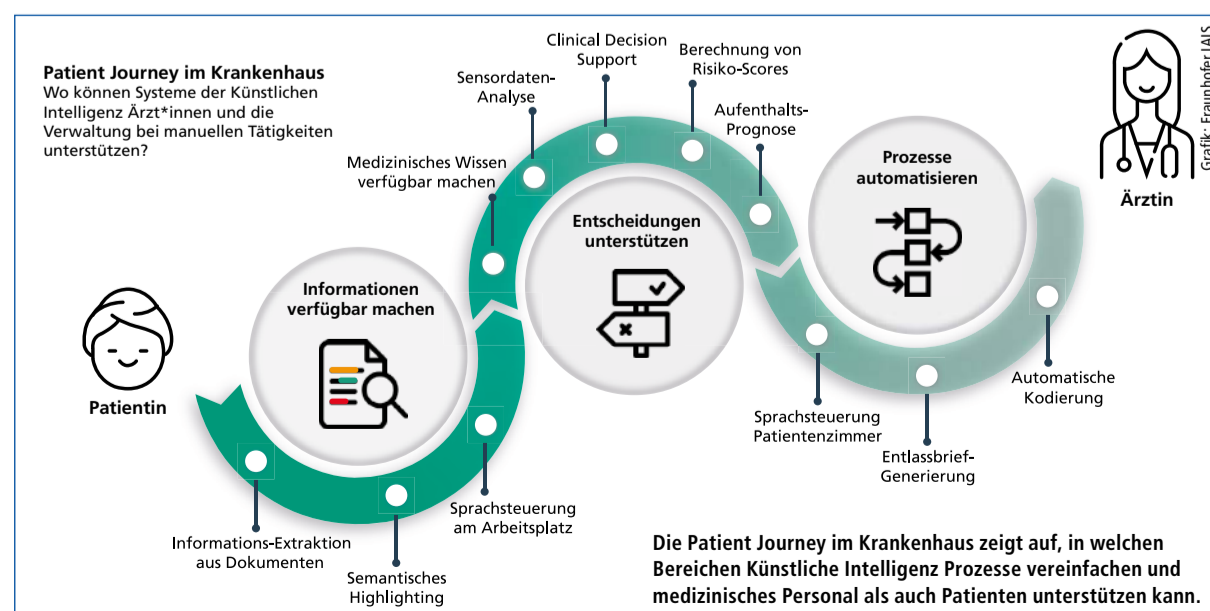 Patient Journey im Krankenhaus
Wo können Systeme der Künstlichen
Intelligenz Ärzt*innen und die
Verwaltung bei manuellen Tätigkeiten
unterstützen?
Patientin
Informationen
verfügbar machen
Informations-Extraktion
aus Dokumenten
Semantisches
Highlighting
Sprachsteuerung
am Arbeitsplatz
Medizinisches Wissen
verfügbar machen
Sensordaten-
Analyse
Clinical Decision
Support
Berechnung von
Risiko-Scores
Aufenthalts-
Prognose
Entscheidungen
unterstützen
Prozesse
automatisieren
Sprachsteuerung
Patientenzimmer
Entlassbrief-
Generierung
Automatische
Kodierung
Ärztin
Grafik: Fraunhofer IAIS
Die Patient Journey im Krankenhaus zeigt auf, in welchen
Bereichen Künstliche Intelligenz Prozesse vereinfachen und
medizinisches Personal als auch Patienten unterstützen kann.